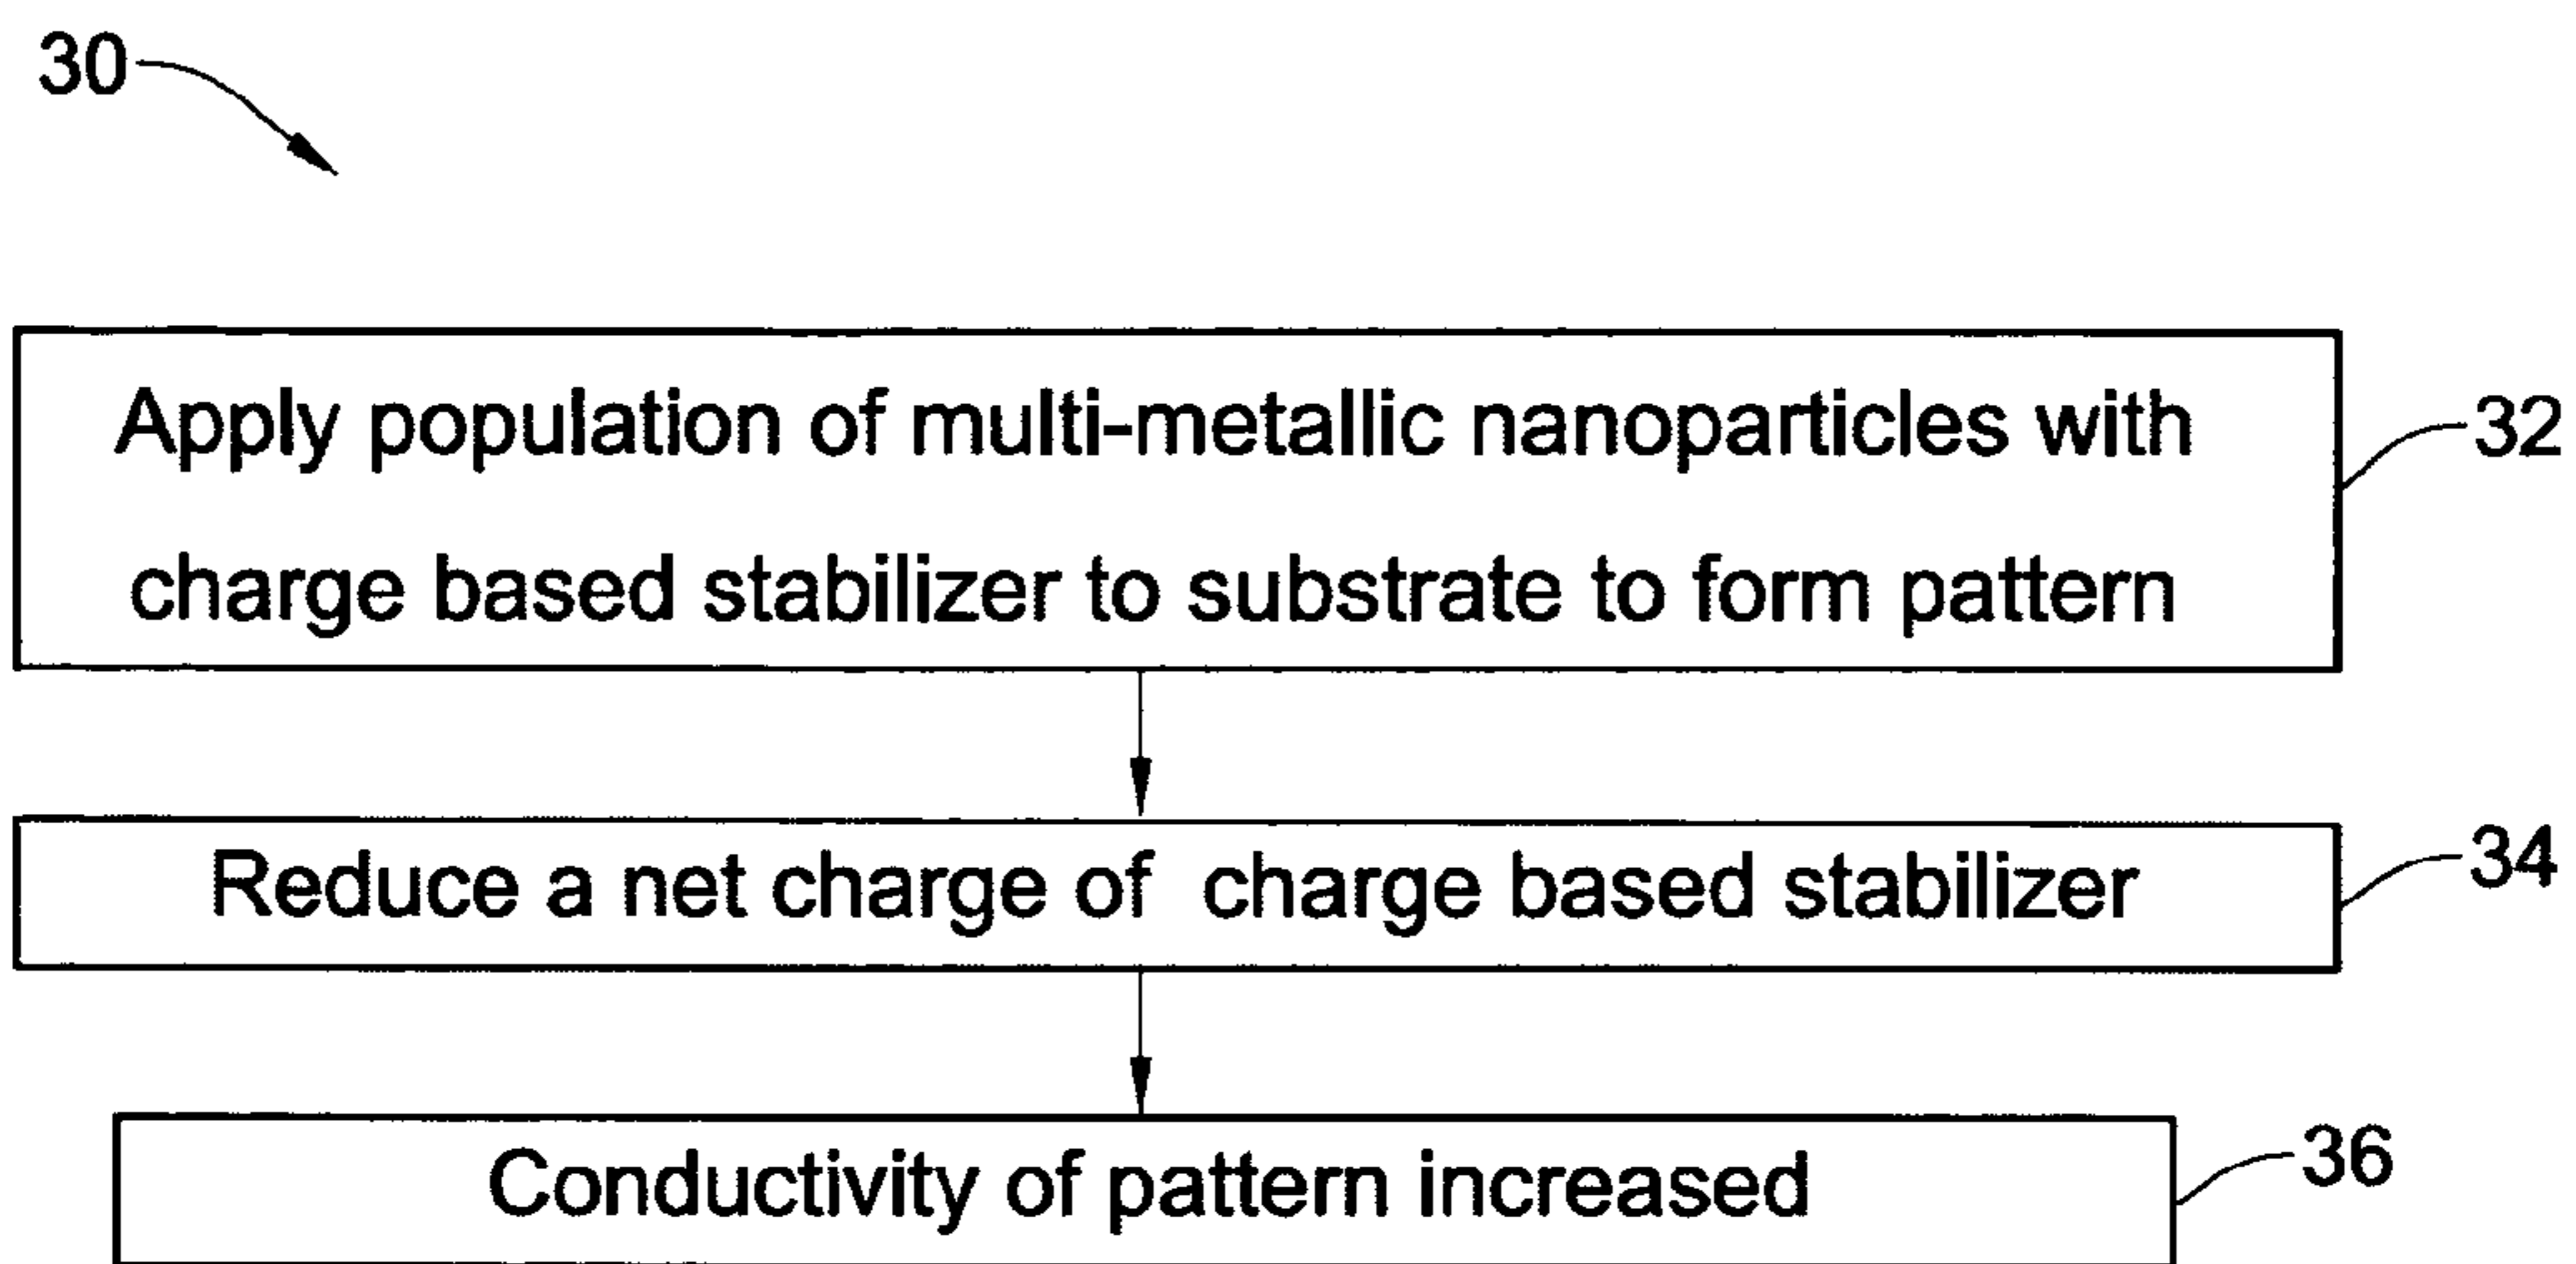 30
Apply population of multi-metallic nanoparticles with
charge based stabilizer to substrate to form pattern
32
Reduce a net charge of charge based stabilizer
34
Conductivity of pattern increased
36